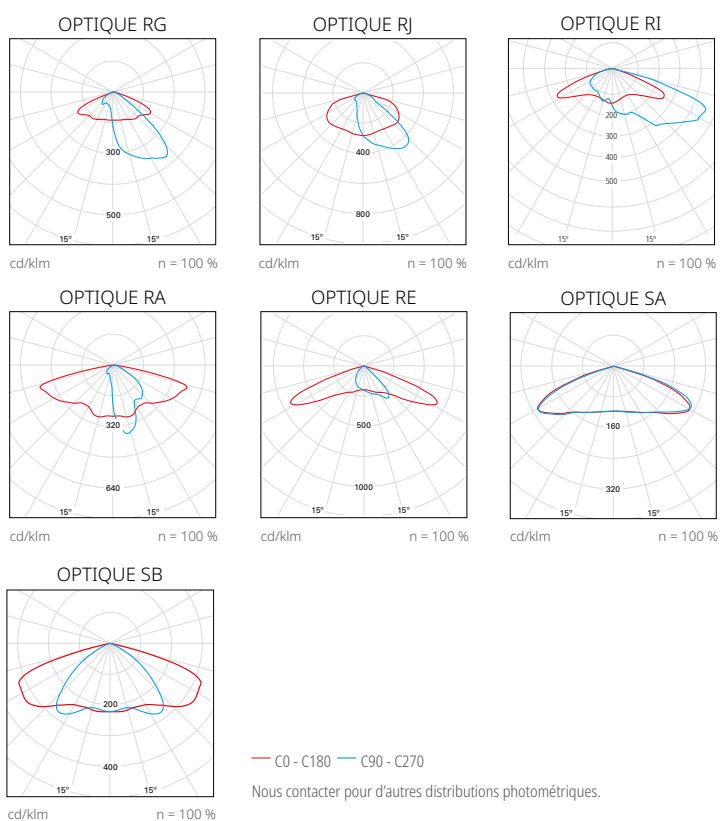 OPTIQUE RG
300
500
15° 15°
cd/klm n = 100 %
OPTIQUE RJ
400
800
15° 15°
cd/klm n = 100 %
OPTIQUE RI
200
300
400
500
15° 15°
cd/klm n = 100 %
OPTIQUE RA
320
640
15° 15°
cd/klm n = 100 %
OPTIQUE RE
500
1000
15° 15°
cd/klm n = 100 %
OPTIQUE SA
160
320
15° 15°
cd/klm n = 100 %
OPTIQUE SB
200
400
15° 15°
cd/klm n = 100 %
C0 - C180 C90 - C270
Nous contacter pour d'autres distributions photométriques.